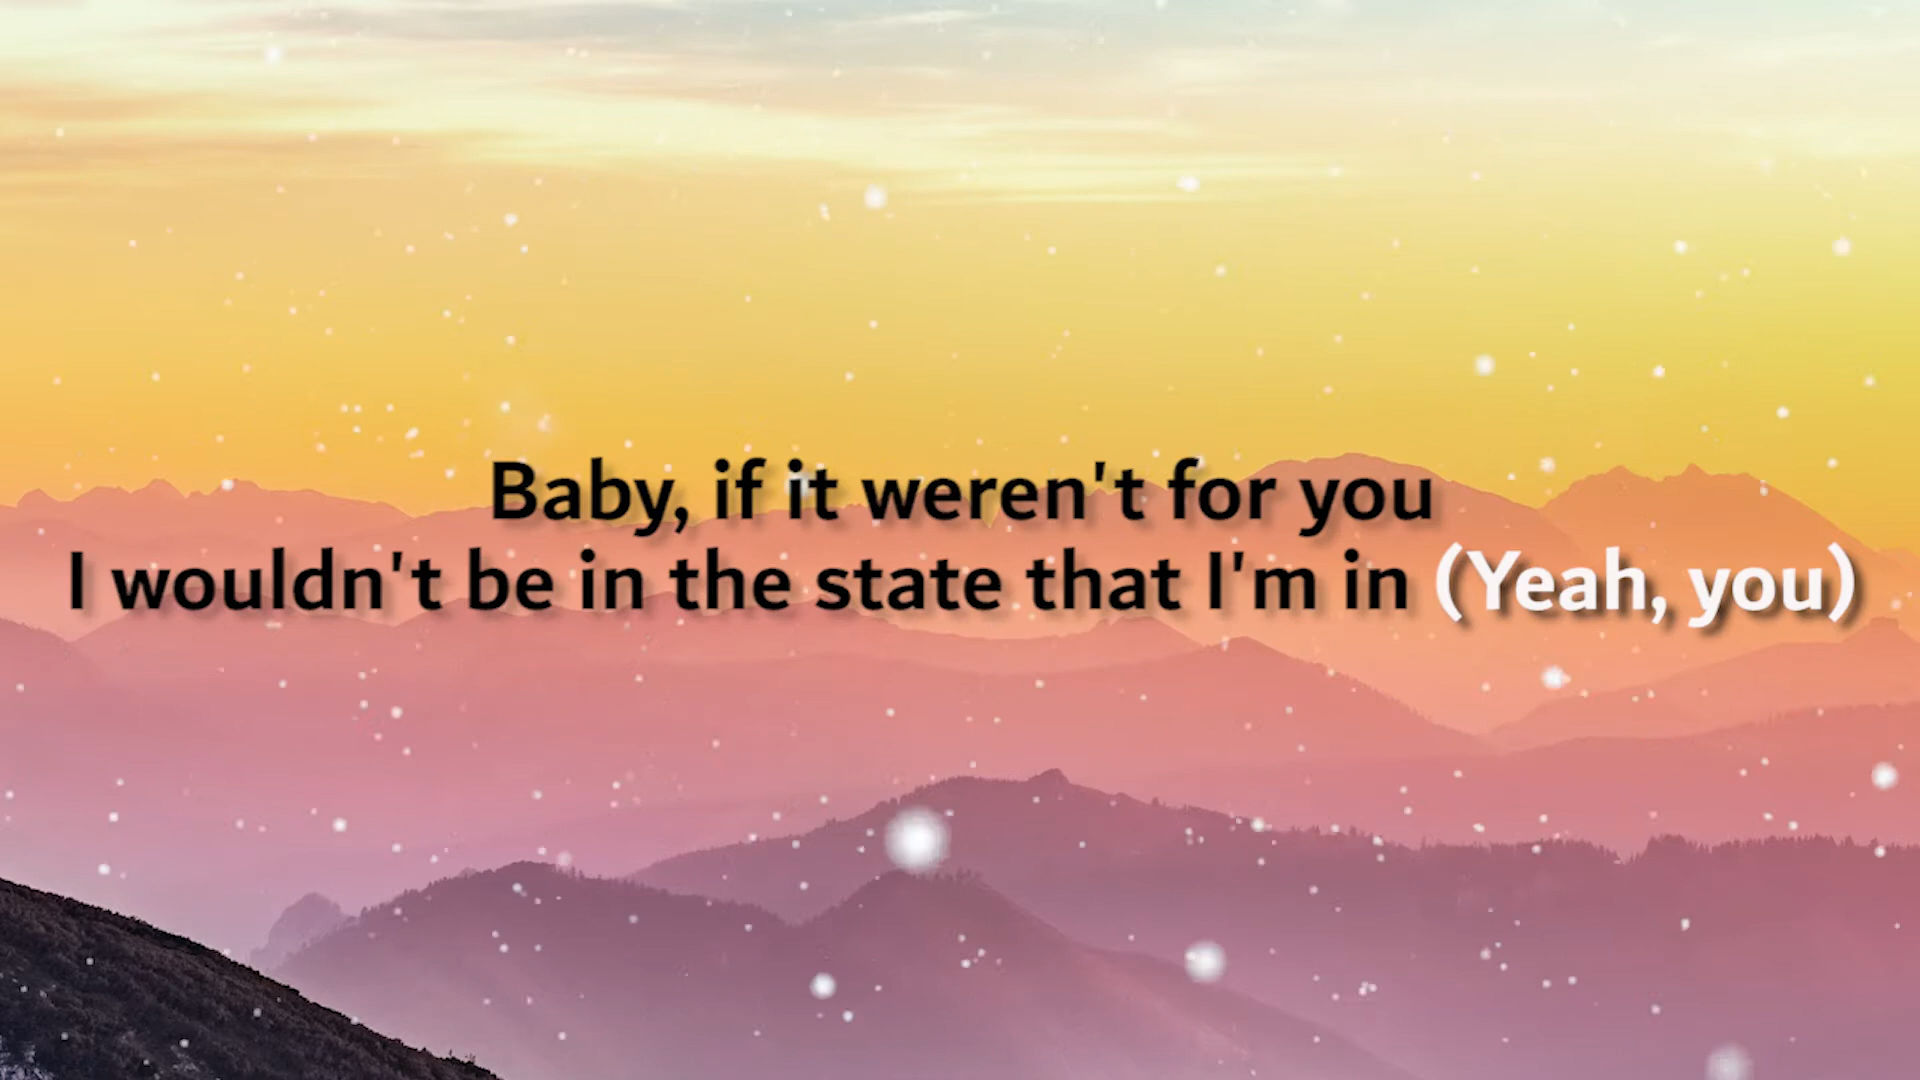 Baby, if it weren't for you
I wouldn't be in the state that I'm in (Yeah, you)